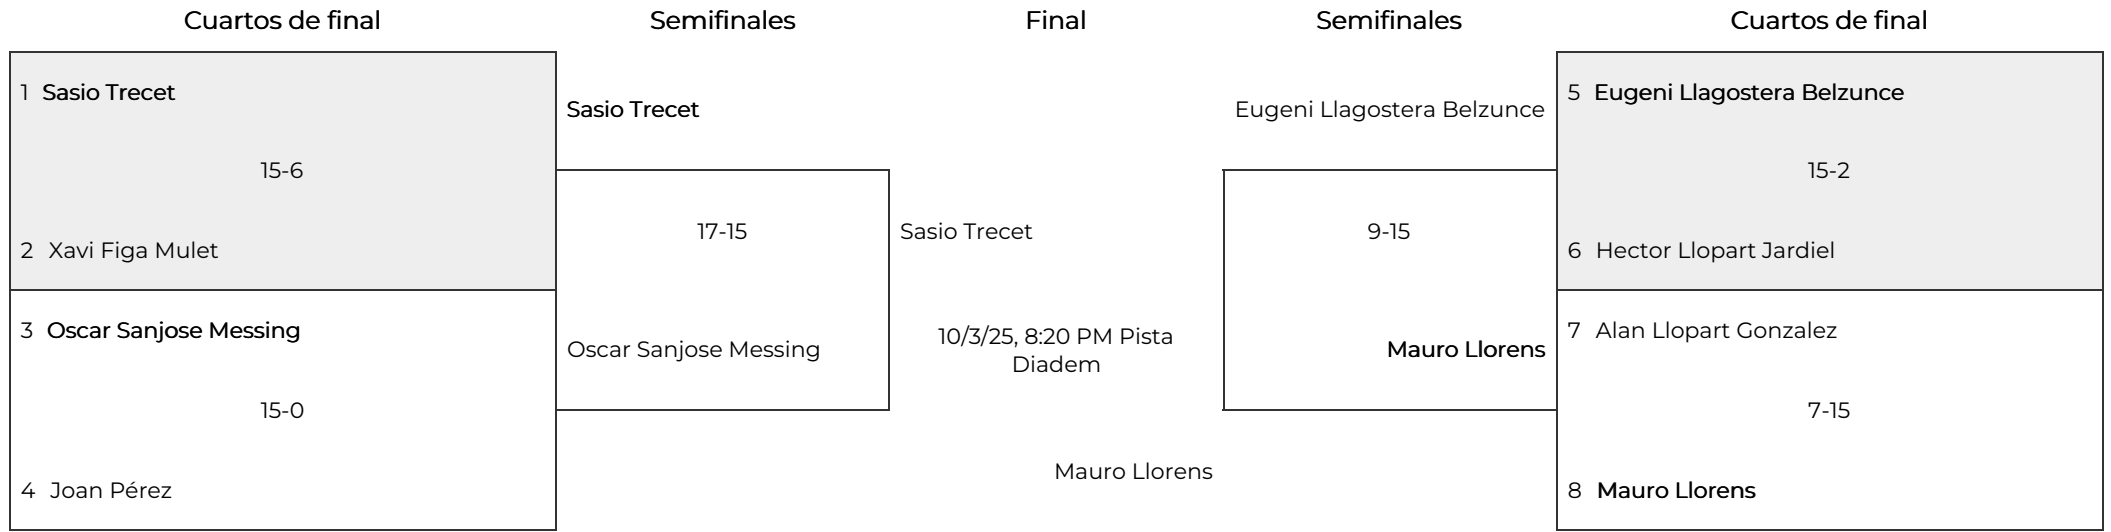 Cuartos de final
Semifinales
Final
Semifinales
Cuartos de final
1 Sasio Trecet
15-6
2 Xavi Figa Mulet
3 Oscar Sanjose Messing
15-0
4 Joan Pérez
Sasio Trecet
17-15
Oscar Sanjose Messing
Sasio Trecet
10/3/25, 8:20 PM Pista
Diadem
Mauro Llorens
Eugeni Llagostera Belzunce
9-15
Mauro Llorens
5 Eugeni Llagostera Belzunce
15-2
6 Hector Llopart Jardiel
7 Alan Llopart Gonzalez
7-15
8 Mauro Llorens